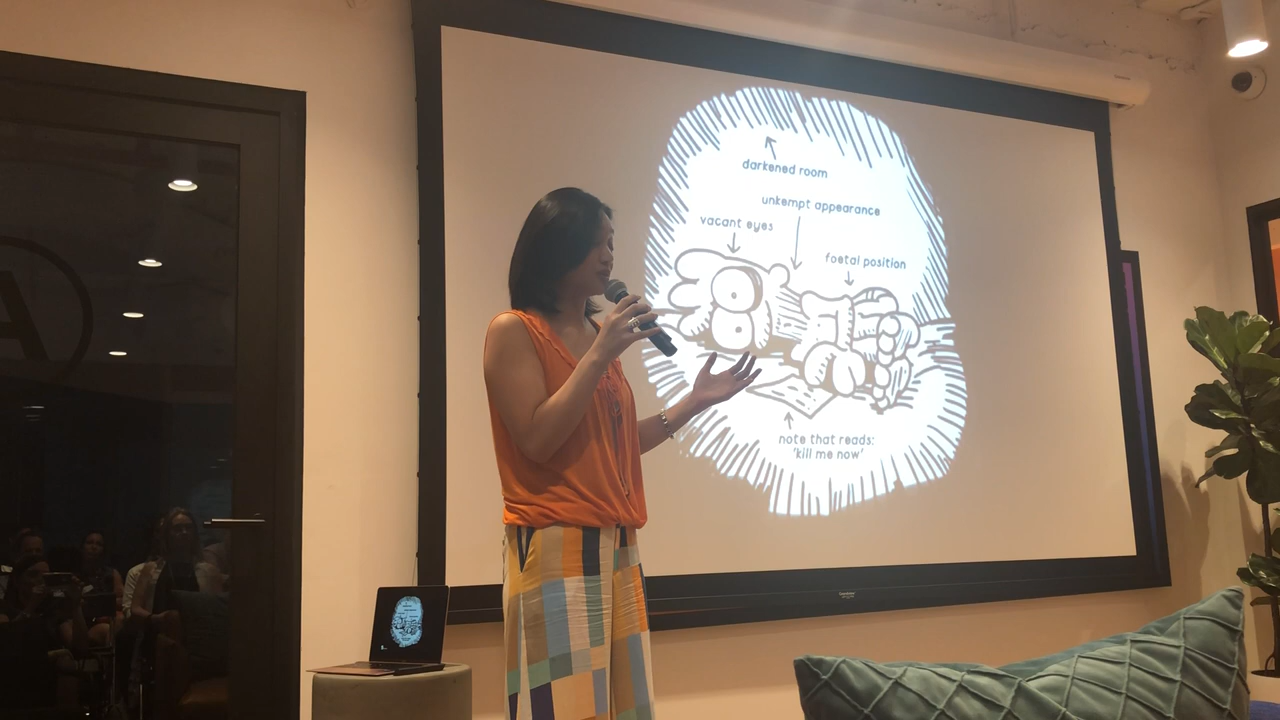 darkened room
unkempt appearance
vacant eyes
foetal position
note that reads:
'kill me now'
A